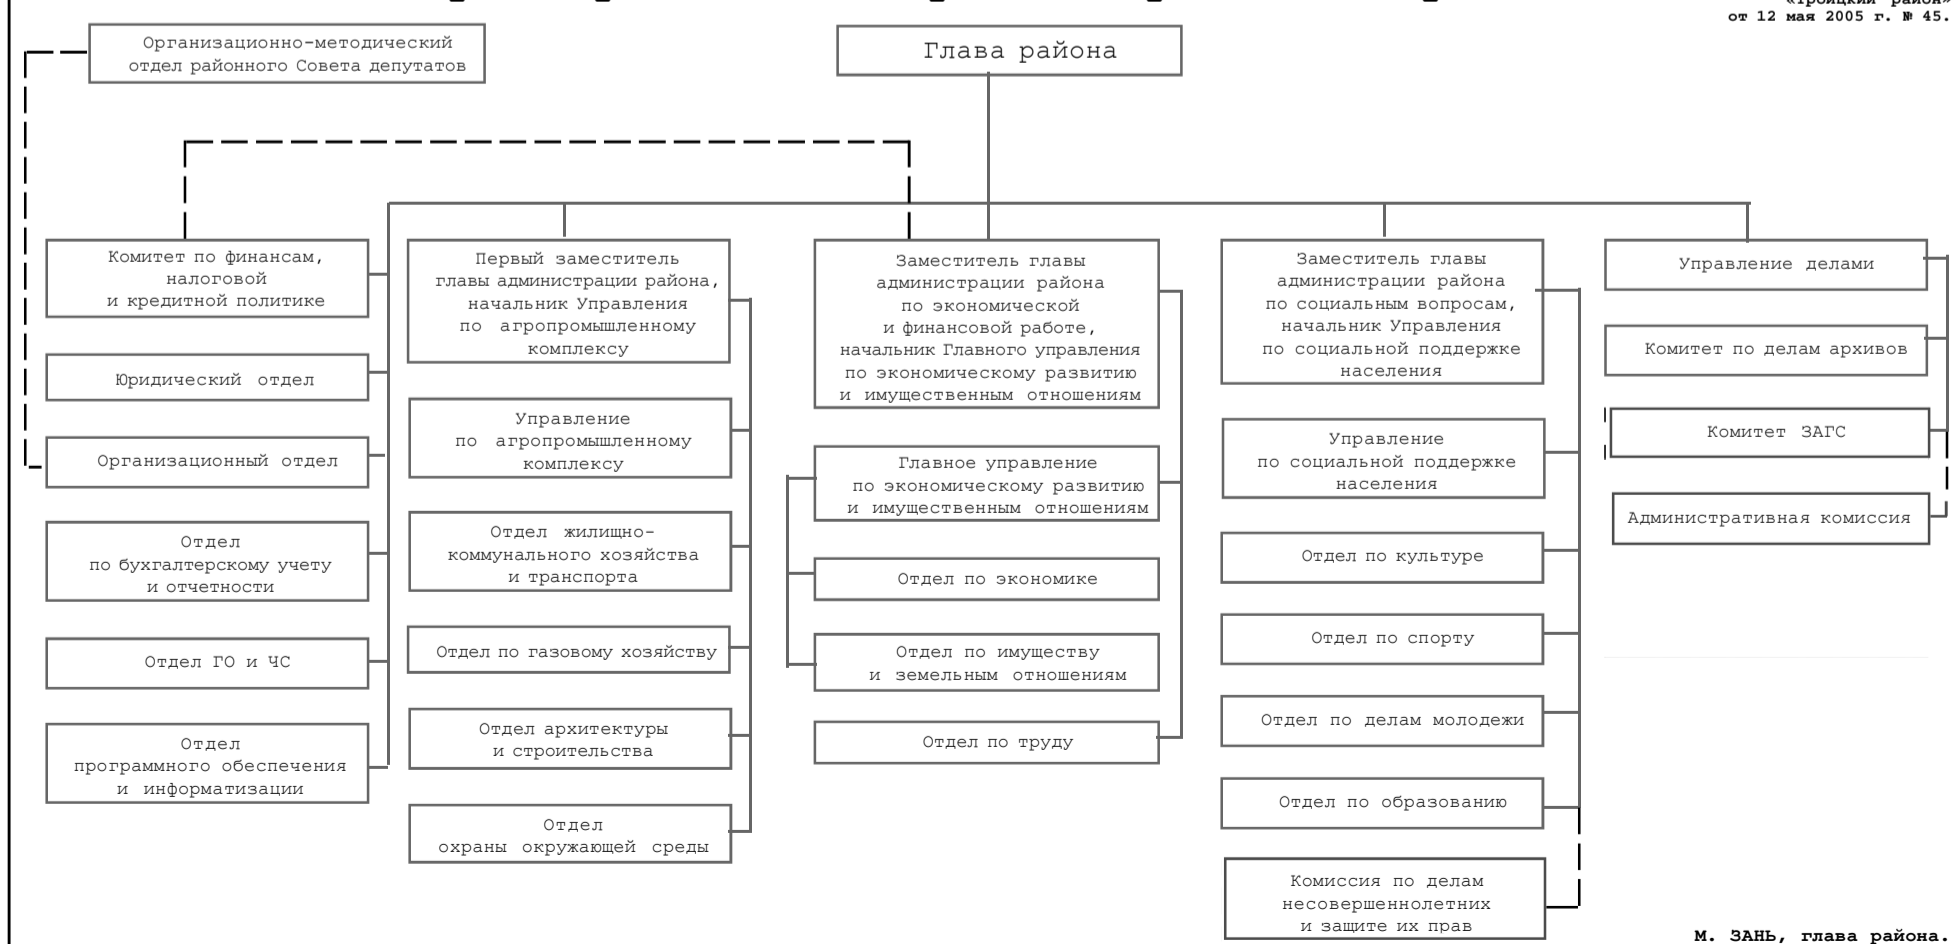 «Троицкий район»
от 12 мая 2005 г. № 45.
Организационно-методический
отдел районного Совета депутатов
Глава района
Комитет по финансам,
налоговой
и кредитной политике
Юридический отдел
Организационный отдел
Отдел
по бухгалтерскому учету
и отчетности
Отдел ГО и ЧС
Отдел
программного обеспечения
и информатизации
Первый заместитель
главы администрации района,
начальник Управления
по агропромышленному
комплексу
Управление
по агропромышленному
комплексу
Отдел жилищно-
коммунального хозяйства
и транспорта
Отдел по газовому хозяйству
Отдел архитектуры
и строительства
Отдел
охраны окружающей среды
Заместитель главы
администрации района
по экономической
и финансовой работе,
начальник Главного управления
по экономическому развитию
и имущественным отношениям
Главное управление
по экономическому развитию
и имущественным отношениям
Отдел по экономике
Отдел по имуществу
и земельным отношениям
Отдел по труду
Заместитель главы
администрации района
по социальным вопросам,
начальник Управления
по социальной поддержке
населения
Управление
по социальной поддержке
населения
Отдел по культуре
Отдел по спорту
Отдел по делам молодежи
Отдел по образованию
Комиссия по делам
несовершеннолетних
и защите их прав
Управление делами
Комитет по делам архивов
Комитет ЗАГС
Административная комиссия
М. ЗАНЬ, глава района.